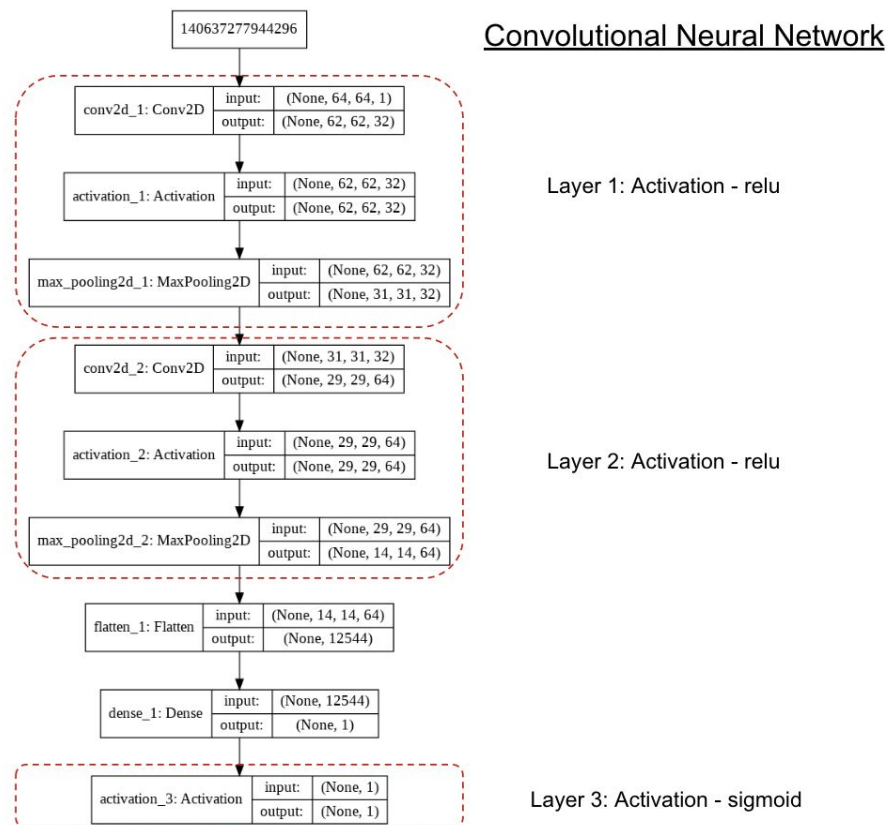 140637277944296
Convolutional Neural Network
conv2d_1: Conv2D
input: (None, 64, 64, 1)
output: (None, 62, 62, 32)
activation_1: Activation
input: (None, 62, 62, 32)
output: (None, 62, 62, 32)
Layer 1: Activation - relu
max_pooling2d_1: MaxPooling2D
input: (None, 62, 62, 32)
output: (None, 31, 31, 32)
conv2d_2: Conv2D
input: (None, 31, 31, 32)
output: (None, 29, 29, 64)
activation_2: Activation
input: (None, 29, 29, 64)
output: (None, 29, 29, 64)
Layer 2: Activation - relu
max_pooling2d_2: MaxPooling2D
input: (None, 29, 29, 64)
output: (None, 14, 14, 64)
flatten_1: Flatten
input: (None, 14, 14, 64)
output: (None, 12544)
dense_1: Dense
input: (None, 12544)
output: (None, 1)
activation_3: Activation
input: (None, 1)
output: (None, 1)
Layer 3: Activation - sigmoid